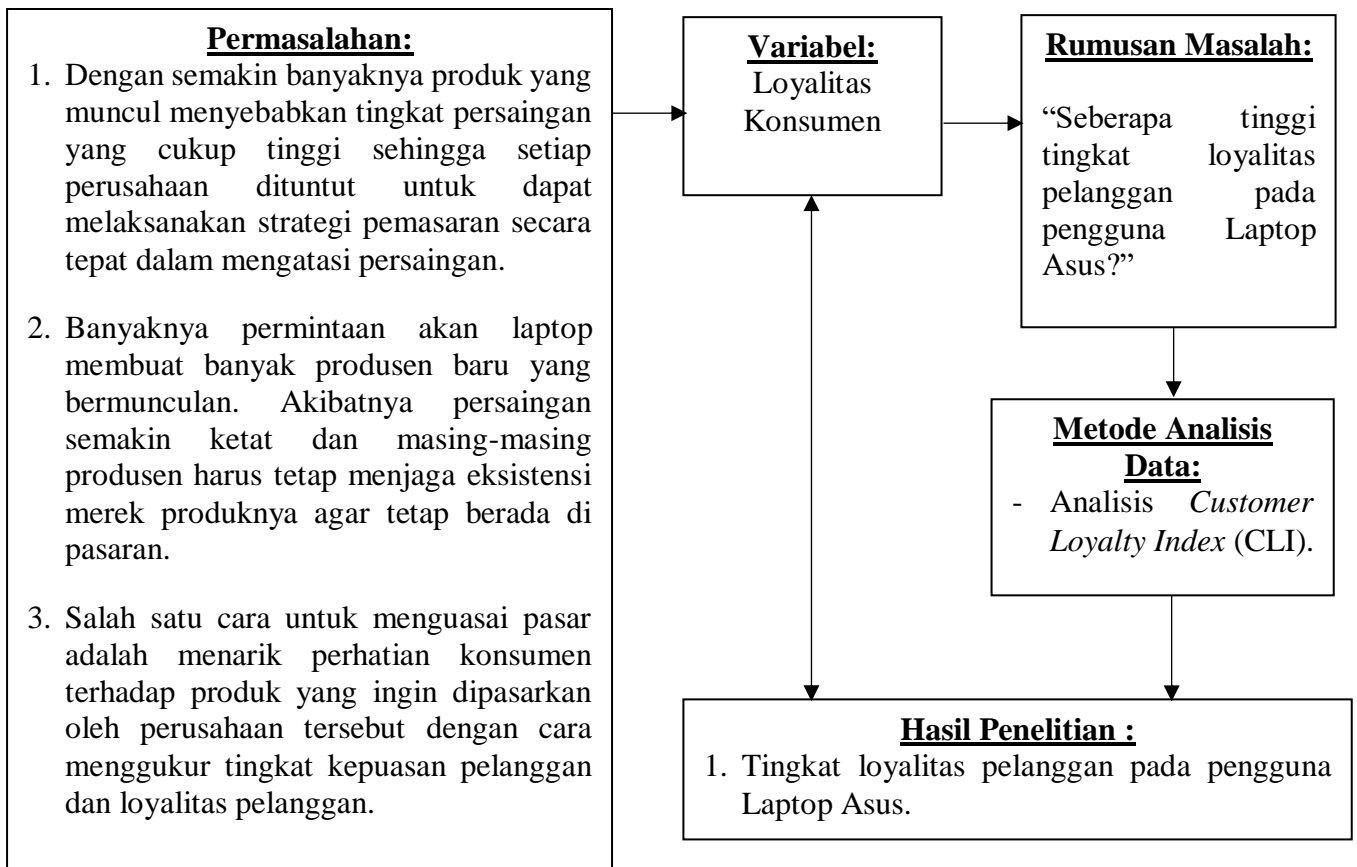 Permasalahan:
1. Dengan semakin banyaknya produk yang
muncul menyebabkan tingkat persaingan
yang cukup tinggi sehingga setiap
perusahaan dituntut untuk dapat
melaksanakan strategi pemasaran secara
tepat dalam mengatasi persaingan.
2. Banyaknya permintaan akan laptop
membuat banyak produsen baru yang
bermunculan. Akibatnya persaingan
semakin ketat dan masing-masing
produsen harus tetap menjaga eksistensi
merek produknya agar tetap berada di
pasaran.
3. Salah satu cara untuk menguasai pasar
adalah menarik perhatian konsumen
terhadap produk yang ingin dipasarkan
oleh perusahaan tersebut dengan cara
menggukur tingkat kepuasan pelanggan
dan loyalitas pelanggan.
Variabel:
Loyalitas
Konsumen
Rumusan Masalah:
“Seberapa tinggi
tingkat loyalitas
pelanggan pada
pengguna Laptop
Asus?”
Metode Analisis
Data:
- Analisis Customer
Loyalty Index (CLI).
Hasil Penelitian :
1. Tingkat loyalitas pelanggan pada pengguna
Laptop Asus.